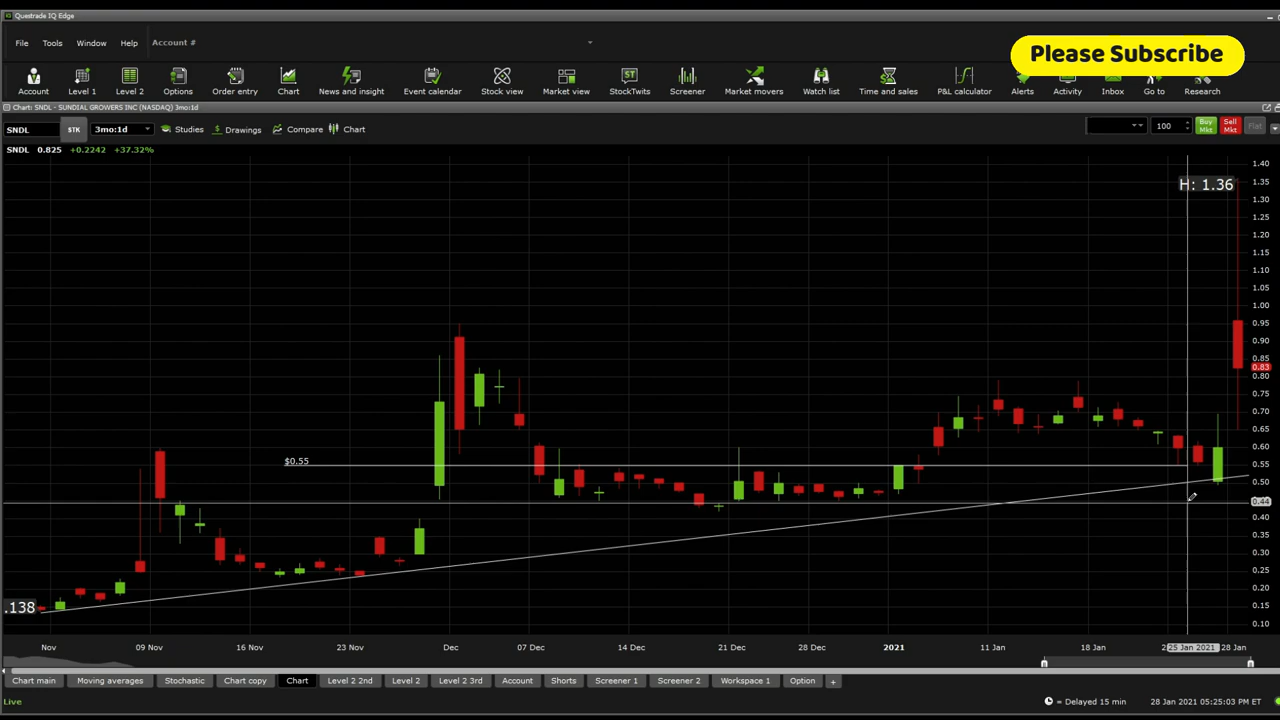 Questrade IQ Edge
File Tools Window Help Account #
Please Subscribe
Account Level 1 Level 2 Options Order entry Chart News and insight Event calendar Stock view Market view StockTwits Screener Market movers Watch list Time and sales P&L calculator Alerts Activity Inbox Go to Research
Chart: SNDL - SUNDIAL GROWERS INC (NASDAQ) 3mo:1d
SNDL STK 3mo:1d Studies Drawings Compare Chart 100 Buy Mkt Sell Mkt Flat
SNDL 0.825 +0.2242 +37.32%
1.40
H: 1.36
1.35
1.30
1.25
1.20
1.15
1.10
1.05
1.00
0.95
0.90
0.85
0.83
0.80
0.75
0.70
0.65
0.60
$0.55
0.55
0.50
0.44
0.40
0.35
0.30
0.25
0.20
.138
0.15
0.10
Nov 09 Nov 16 Nov 23 Nov Dec 07 Dec 14 Dec 21 Dec 28 Dec 2021 11 Jan 18 Jan 25 Jan 2021 28 Jan
Chart main Moving averages Stochastic Chart copy Chart Level 2 2nd Level 2 Level 2 3rd Account Shorts Screener 1 Screener 2 Workspace 1 Option +
Live = Delayed 15 min 28 Jan 2021 05:25:03 PM ET